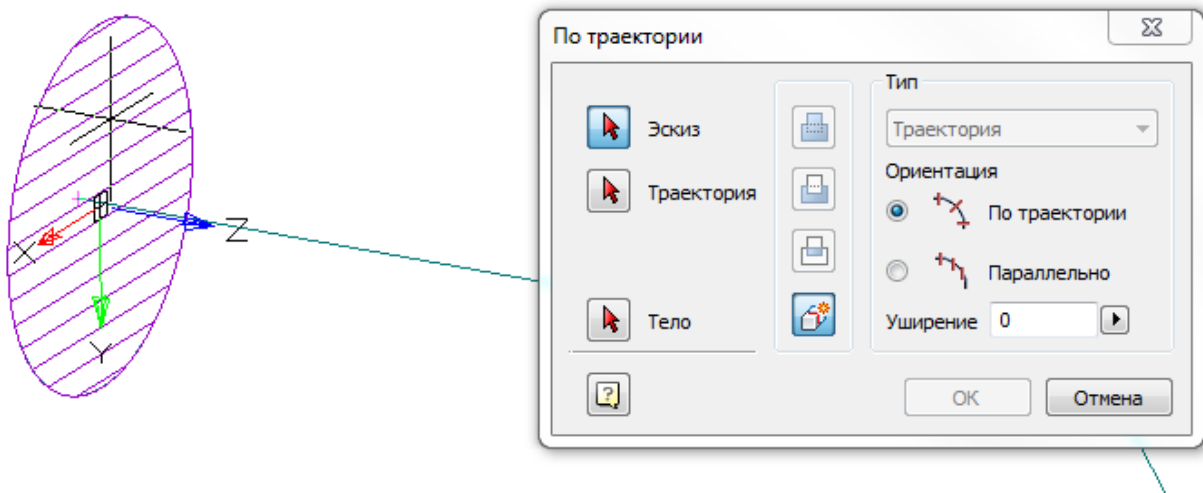 По траектории
Тип
Эскиз
Траектория
Ориентация
Траектория
По траектории
X
Z
Параллельно
Тело
Уширение 0
Y
?
OK
Отмена